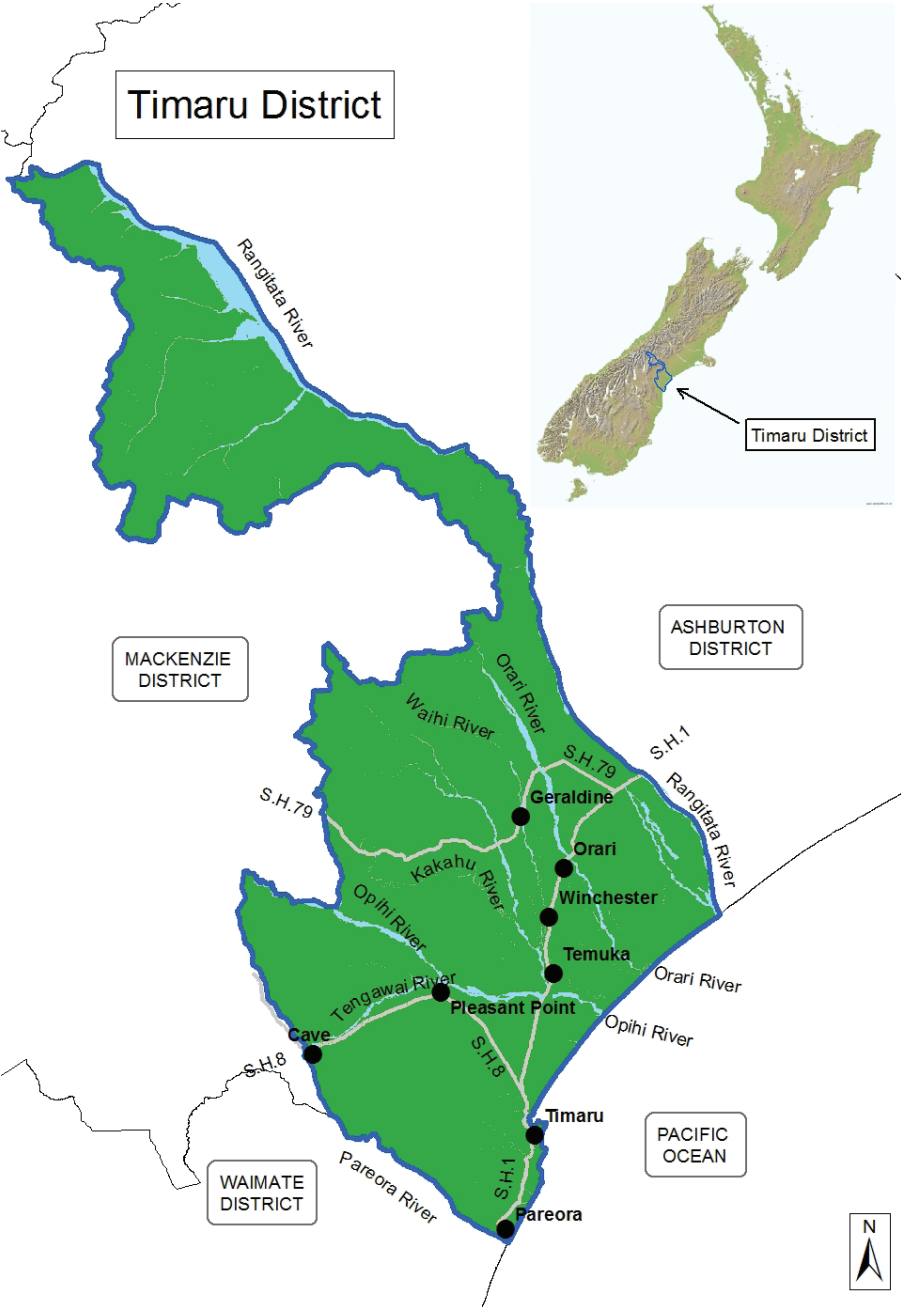 Timaru District
Rangitata River
Timaru District
MACKENZIE
DISTRICT
ASHBURTON
DISTRICT
Orari River
Waihi River
S.H.1
S.H.79
Rangitata River
S.H.79
Geraldine
Orari
Kakahu River
Winchester
Opihi River
Temuka
Orari River
Tengawai River
Pleasant Point
Opihi River
Cave
S.H.8
S.H.8
Timaru
PACIFIC
OCEAN
S.H.1
WAIMATE
DISTRICT
Pareora River
Pareora
N